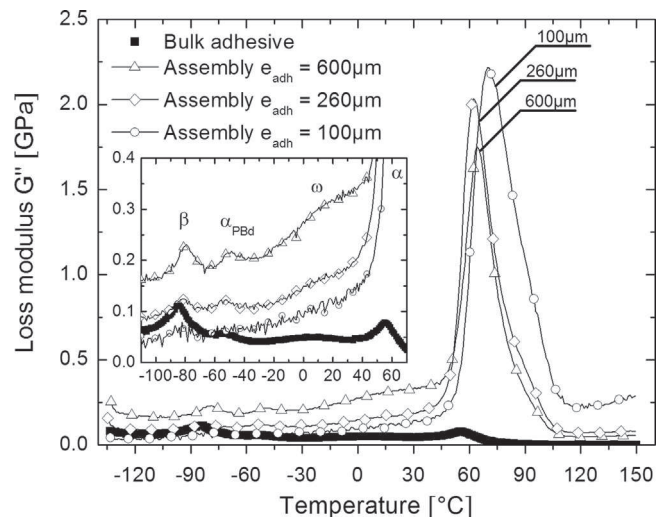 2.5
2.0
1.5
1.0
0.5
0.0
Loss modulus G'' [GPa]
Bulk adhesive
Assembly e_adh = 600µm
Assembly e_adh = 260µm
Assembly e_adh = 100µm
100µm
260µm
600µm
0.4
0.3
0.2
0.1
0.0
β
α_PBd
ω
α
-100 -80 -60 -40 -20 0 20 40 60
-120 -90 -60 -30 0 30 60 90 120 150
Temperature [°C]